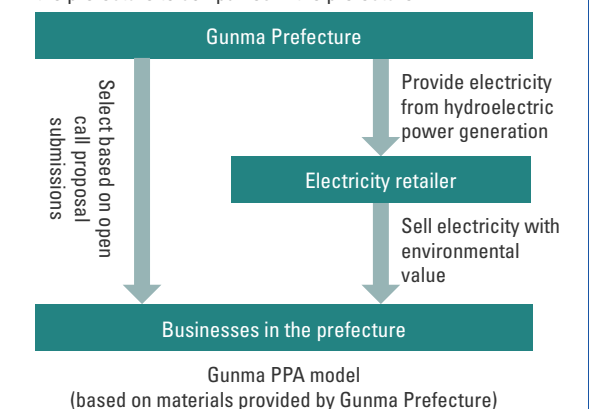 Gunma Prefecture
Select based on open
call proposal
submissions
Provide electricity
from hydroelectric
power generation
Electricity retailer
Sell electricity with
environmental
value
Businesses in the prefecture
Gunma PPA model
(based on materials provided by Gunma Prefecture)